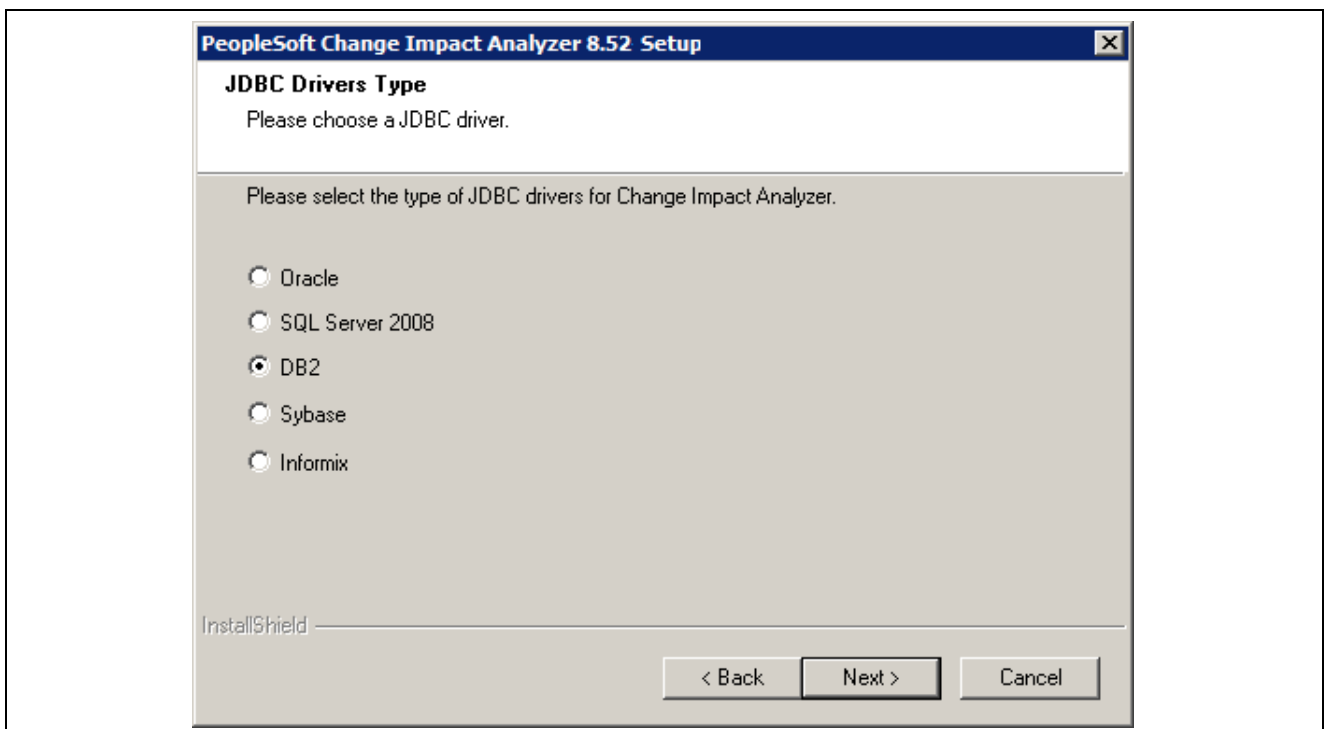 PeopleSoft Change Impact Analyzer 8.52 Setup
JDBC Drivers Type
Please choose a JDBC driver.
Please select the type of JDBC drivers for Change Impact Analyzer.
Oracle
SQL Server 2008
DB2
Sybase
Informix
InstallShield
< Back Next > Cancel